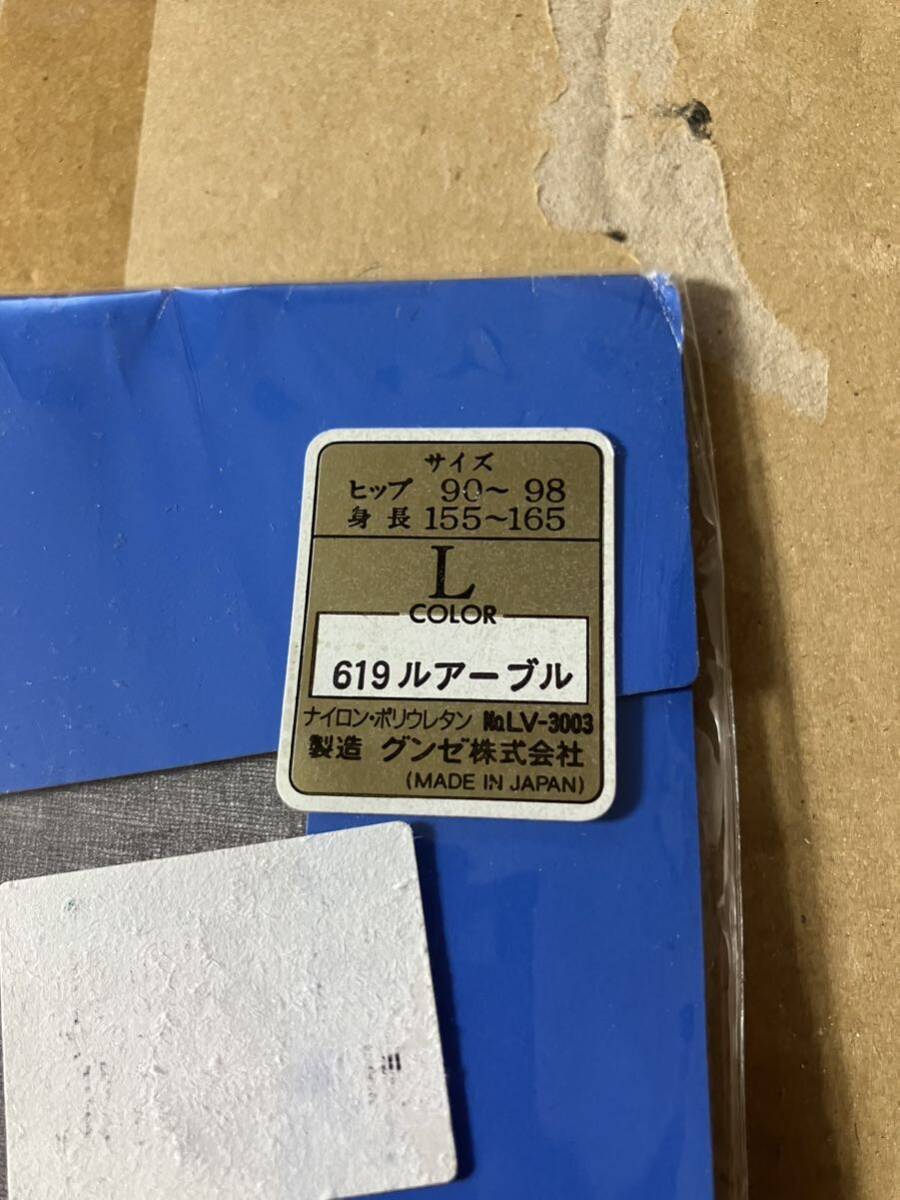 サイズ
ヒップ 90〜98
身長 155〜165
L
COLOR
619 ルアーブル
ナイロン・ポリウレタン No.LV-3003
製造 グンゼ株式会社
(MADE IN JAPAN)